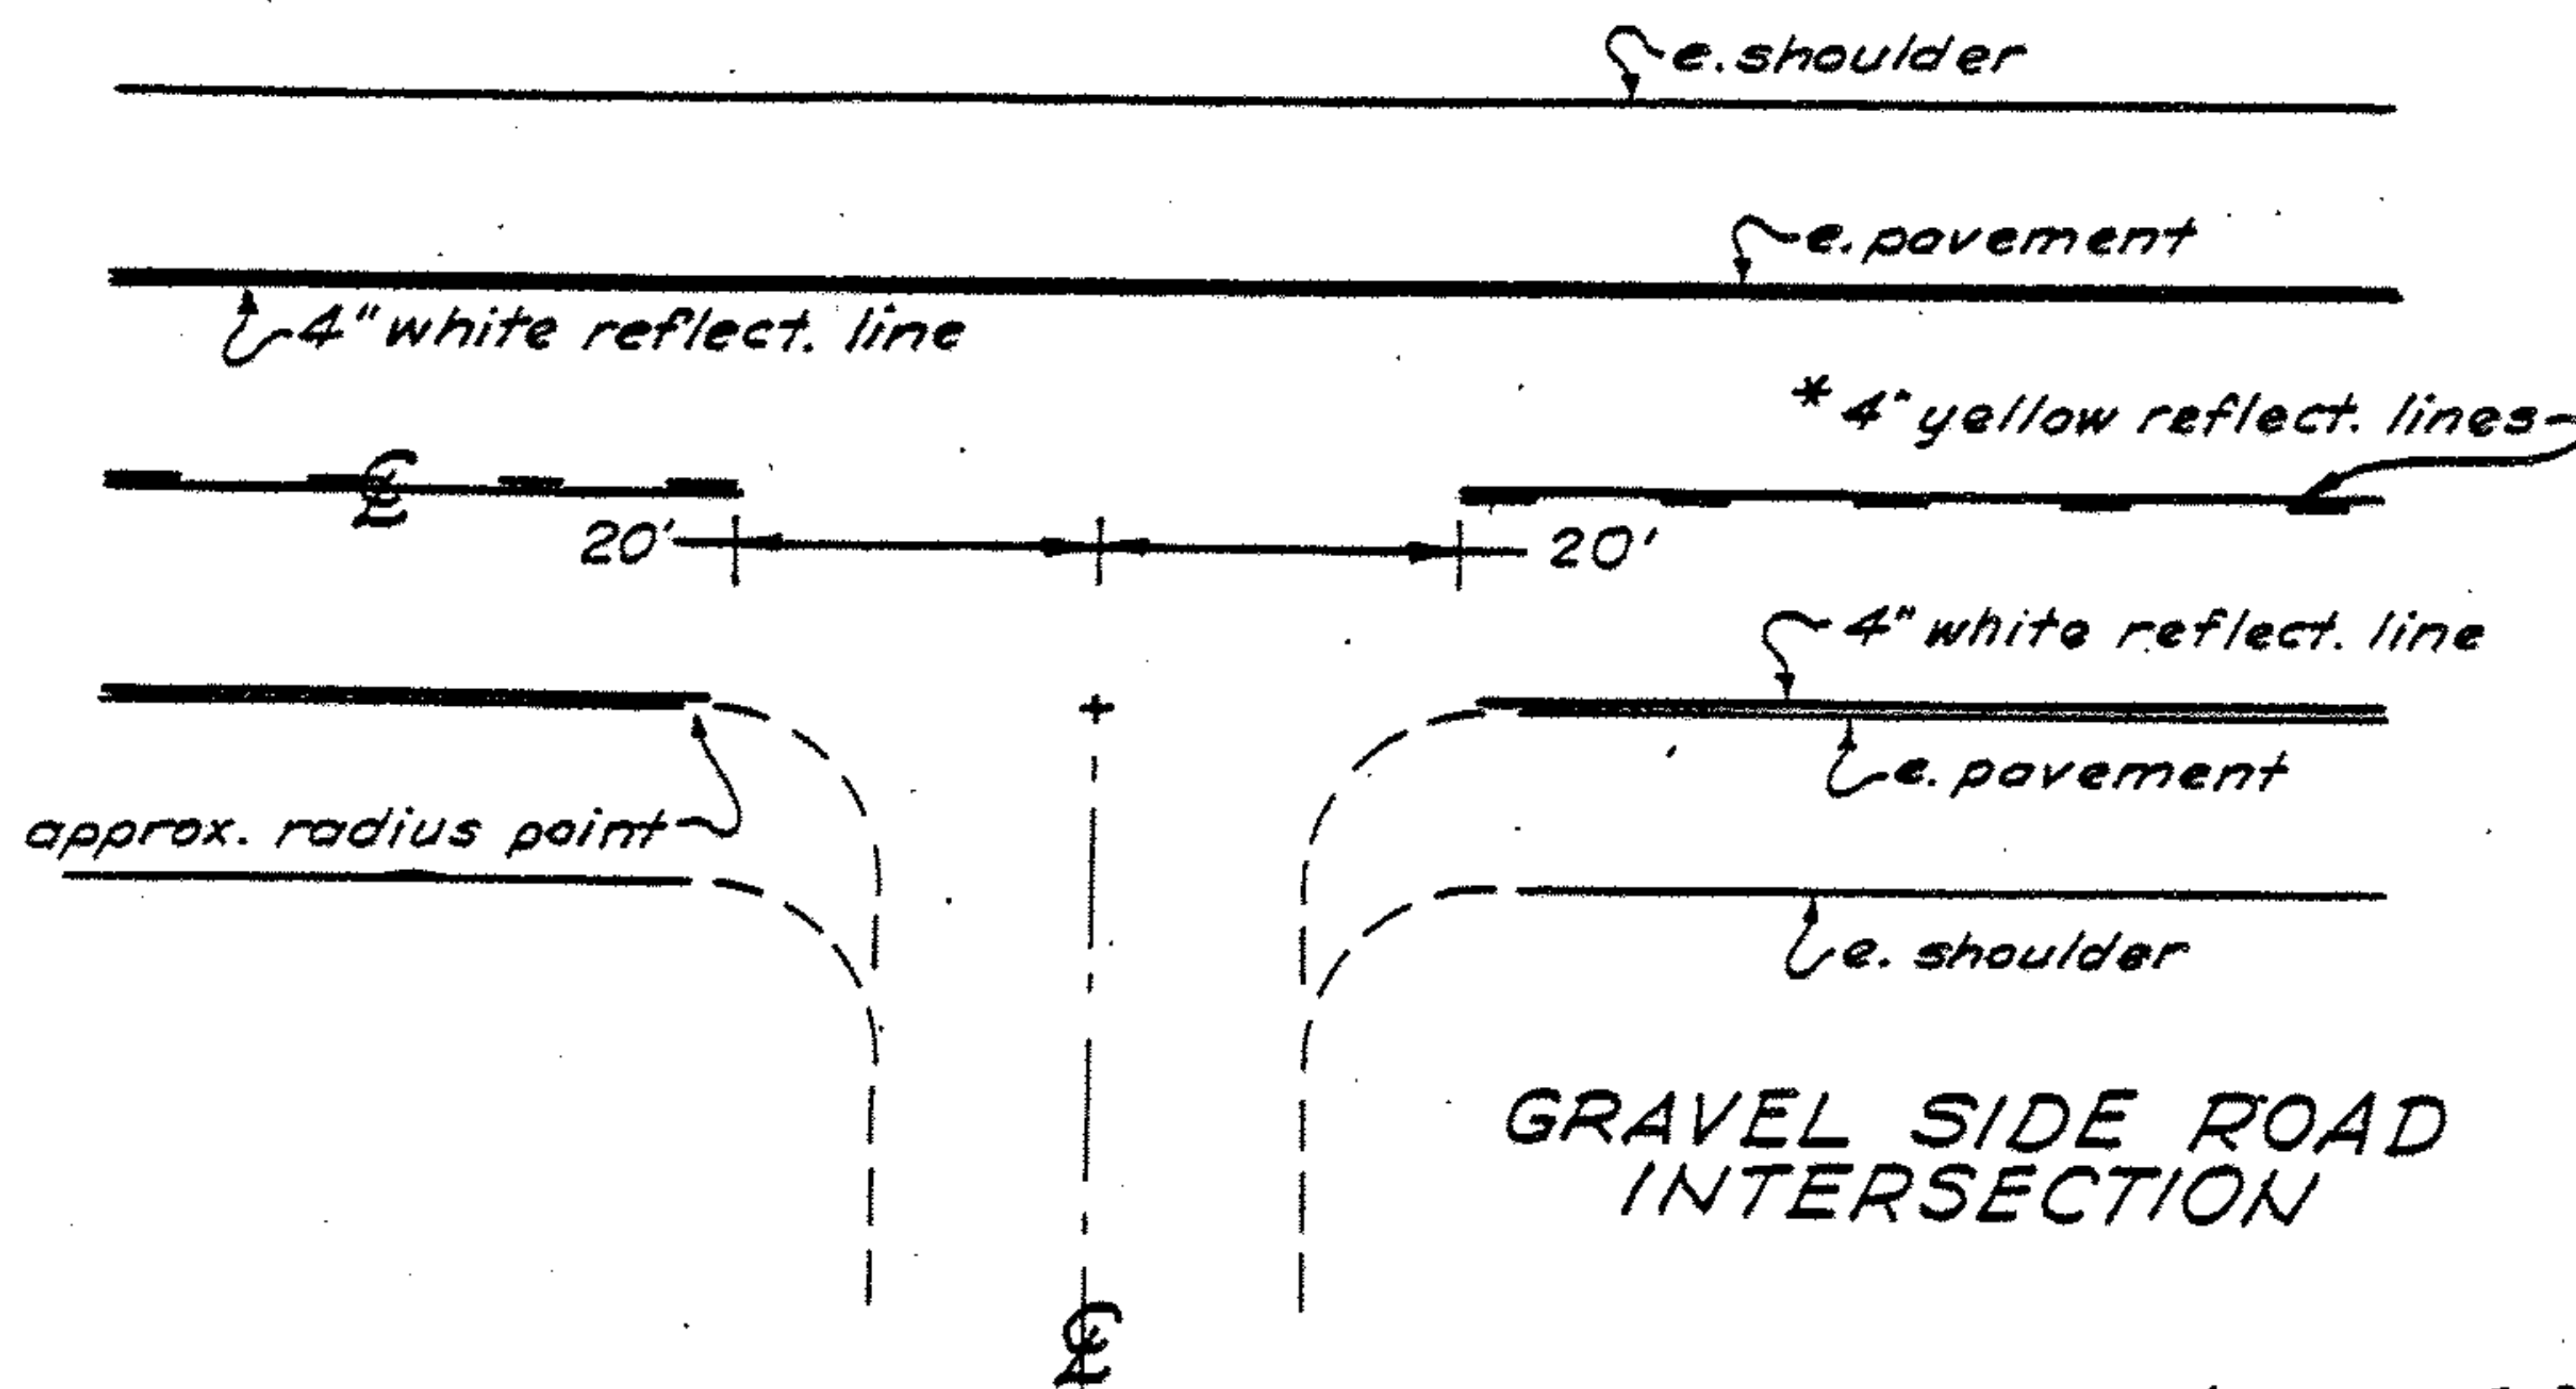 e. shoulder
e. pavement
4" white reflect. line
* 4" yellow reflect. lines
℄
20'
20'
4" white reflect. line
e. pavement
approx. radius point
e. shoulder
GRAVEL SIDE ROAD
INTERSECTION
℄